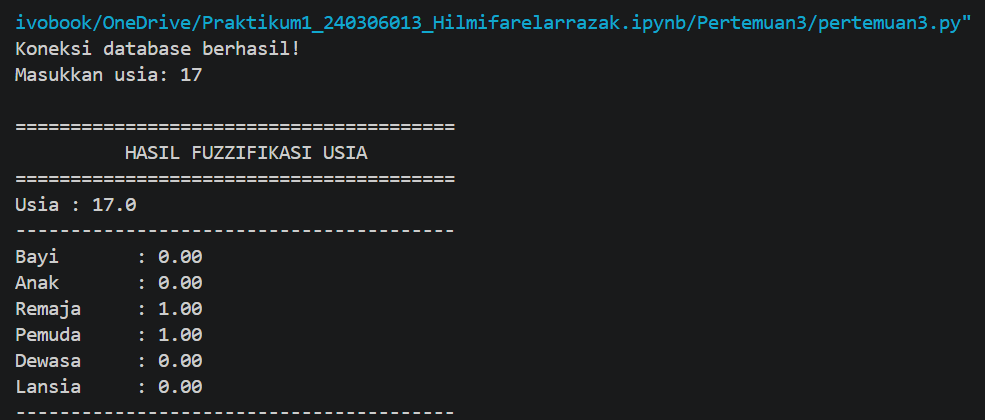 ivobook/OneDrive/Praktikum1_240306013_Hilmifarelarrazak.ipynb/Pertemuan3/pertemuan3.py"
Koneksi database berhasil!
Masukkan usia: 17
========================================
HASIL FUZZIFIKASI USIA
========================================
Usia : 17.0
----------------------------------------
Bayi : 0.00
Anak : 0.00
Remaja : 1.00
Pemuda : 1.00
Dewasa : 0.00
Lansia : 0.00
----------------------------------------